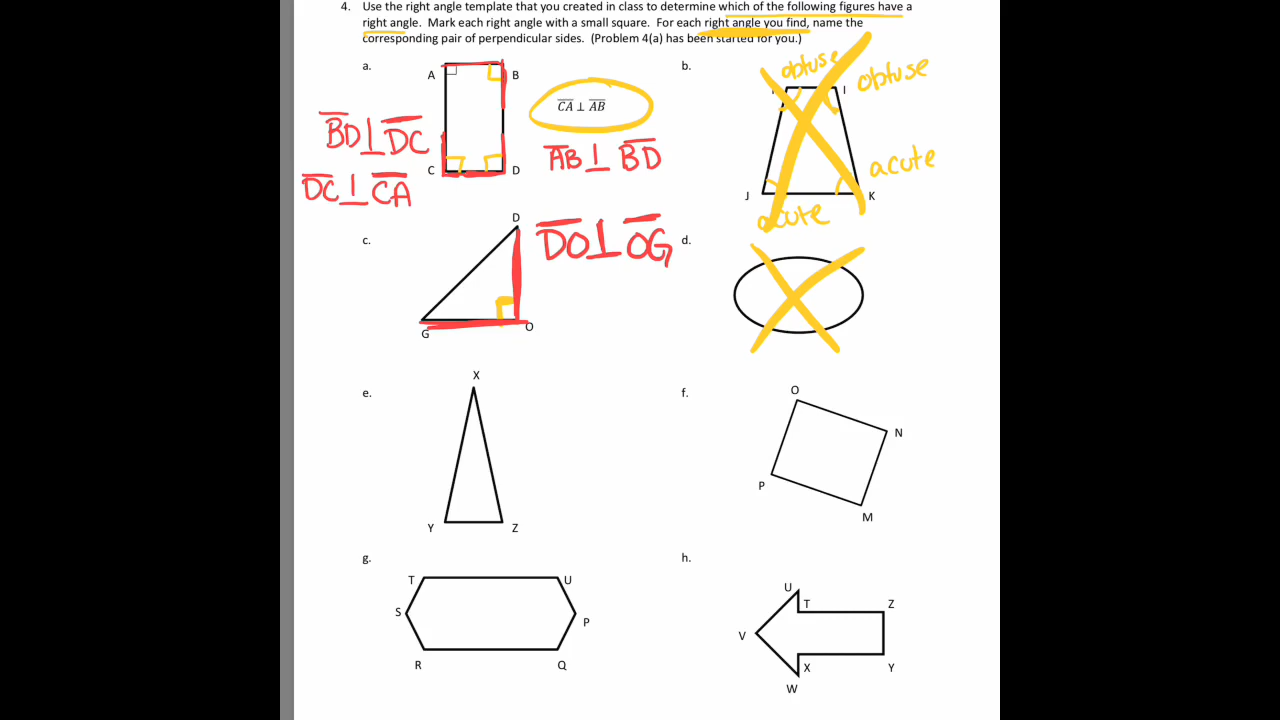 4. Use the right angle template that you created in class to determine which of the following figures have a
right angle. Mark each right angle with a small square. For each right angle you find, name the
corresponding pair of perpendicular sides. (Problem 4(a) has been started for you.)
a.
A
B
C
D
CA ⊥ AB
BD ⊥ DC
AB ⊥ BD
DC ⊥ CA
b.
obtuse
I
obtuse
acute
J
K
acute
c.
D
DO ⊥ OG
G
O
d.
e.
X
Y
Z
f.
O
N
P
M
g.
T
U
S
P
R
Q
h.
U
T
Z
V
X
Y
W